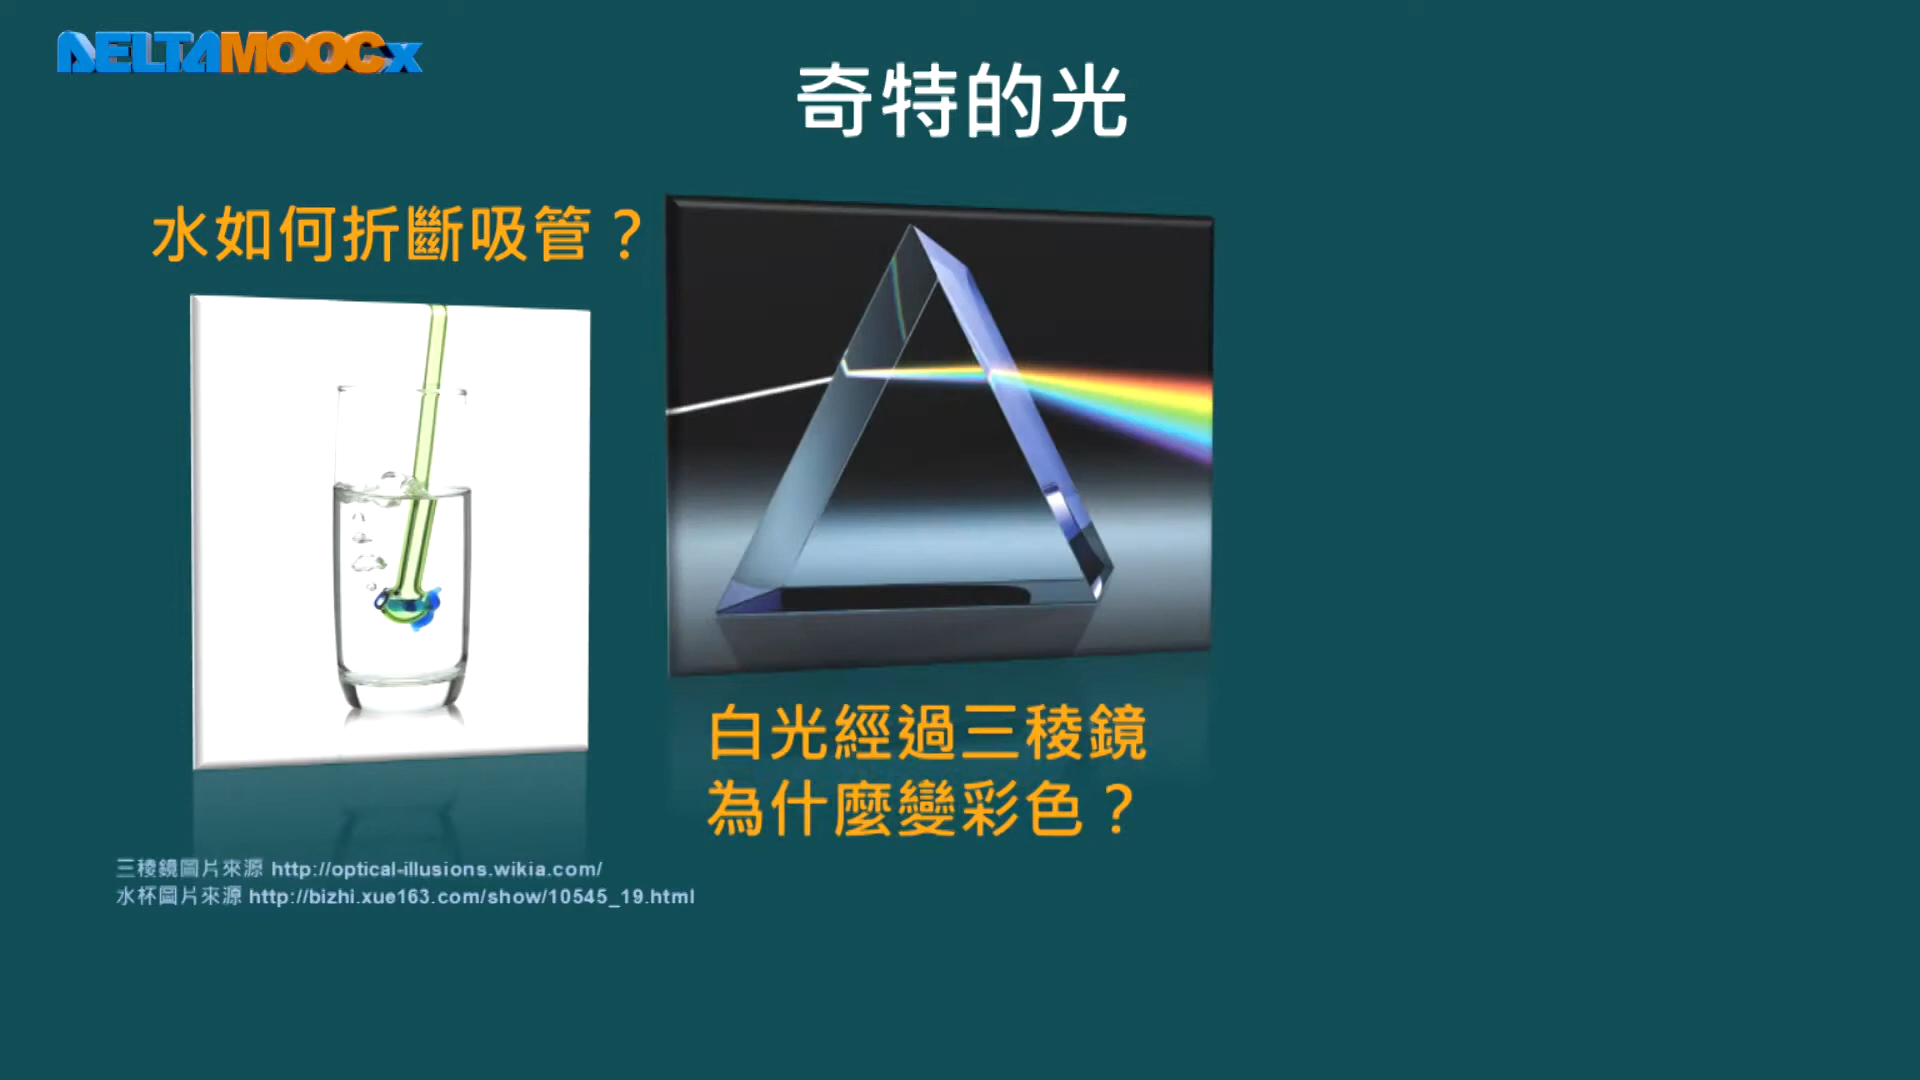 DELTAMOOCx
奇特的光
水如何折斷吸管？
白光經過三稜鏡
為什麼變彩色？
三稜鏡圖片來源 http://optical-illusions.wikia.com/
水杯圖片來源 http://bizhi.xue163.com/show/10545_19.html